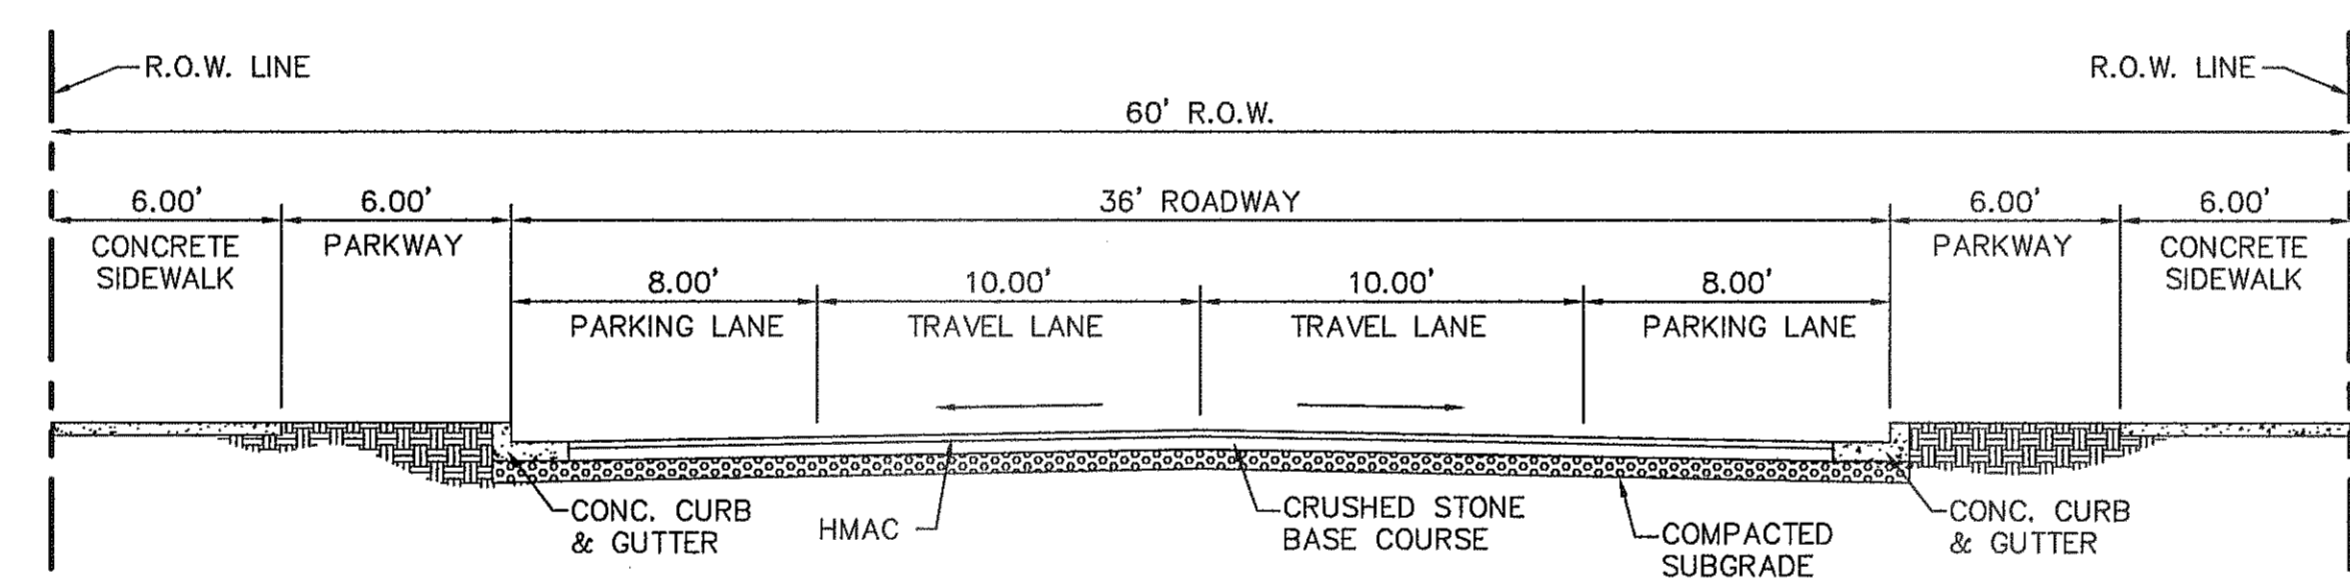 R.O.W. LINE
R.O.W. LINE
60' R.O.W.
6.00'
6.00'
36' ROADWAY
6.00'
6.00'
CONCRETE
SIDEWALK
PARKWAY
PARKWAY
CONCRETE
SIDEWALK
8.00'
10.00'
10.00'
8.00'
PARKING LANE
TRAVEL LANE
TRAVEL LANE
PARKING LANE
CONC. CURB
& GUTTER
HMAC
CRUSHED STONE
BASE COURSE
COMPACTED
SUBGRADE
CONC. CURB
& GUTTER